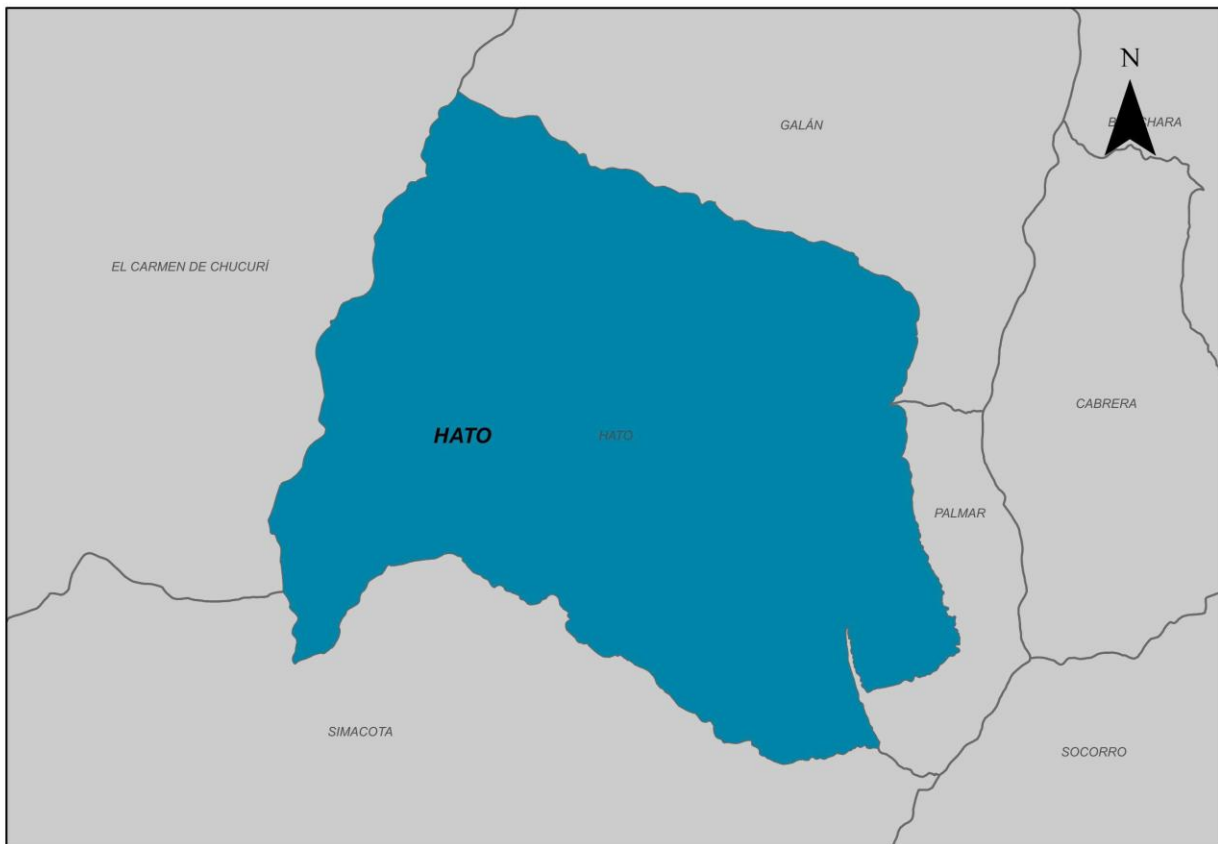 N
GALÁN
EL CARMEN DE CHUCURÍ
CABRERA
HATO
HATO
PALMAR
SIMACOTA
SOCORRO